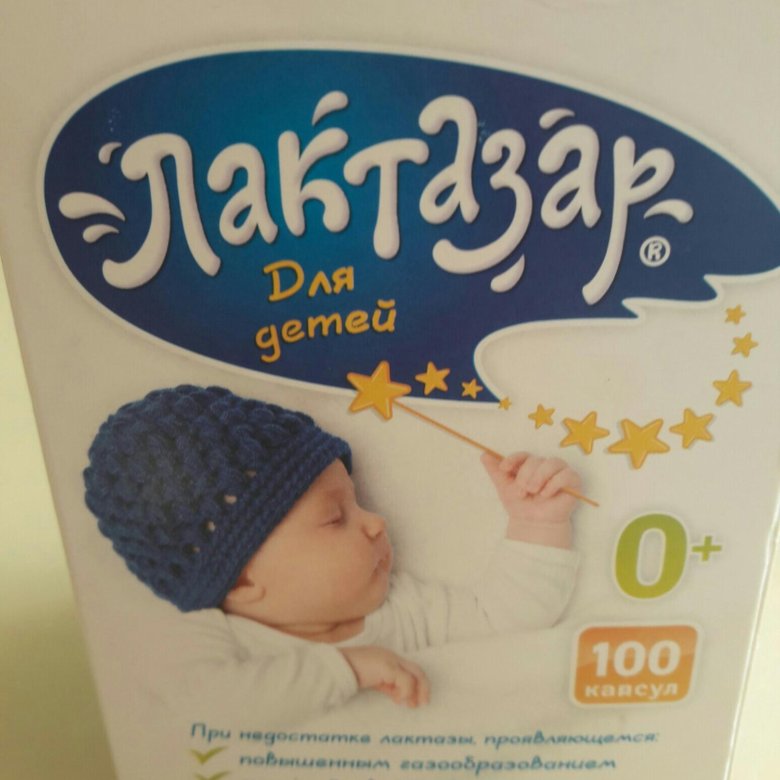 Лактазар®
Для
детей
0+
100
капсул
При недостатке лактазы, проявляющемся:
повышенным газообразованием